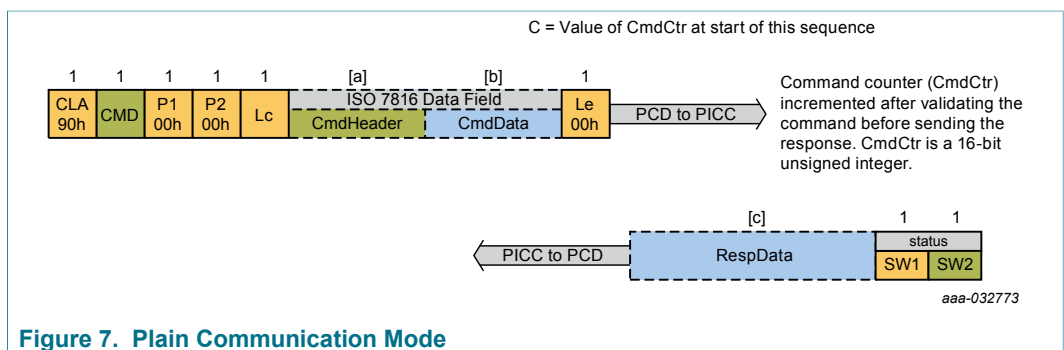 C = Value of CmdCtr at start of this sequence
1 1 1 1 1 [a] [b] 1
CLA 90h
CMD
P1 00h
P2 00h
Lc
ISO 7816 Data Field
CmdHeader
CmdData
Le 00h
PCD to PICC
Command counter (CmdCtr)
incremented after validating the
command before sending the
response. CmdCtr is a 16-bit
unsigned integer.
[c] 1 1
PICC to PCD
RespData
status
SW1 SW2
aaa-032773
Figure 7. Plain Communication Mode